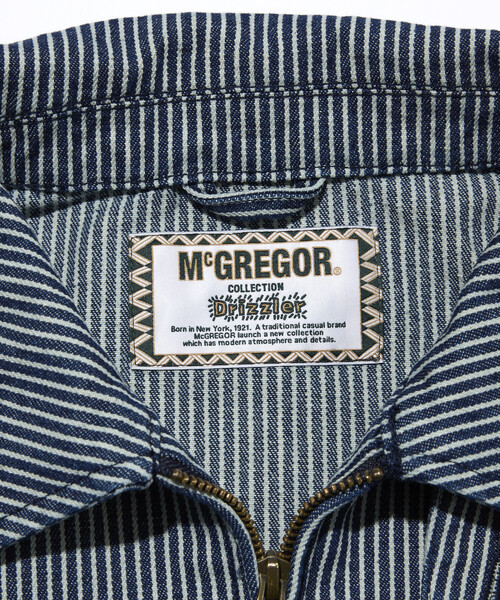 McGREGOR®
COLLECTION
Drizzler
Born in New York, 1921. A traditional casual brand
McGREGOR launch a new collection
which has modern atmosphere and details.